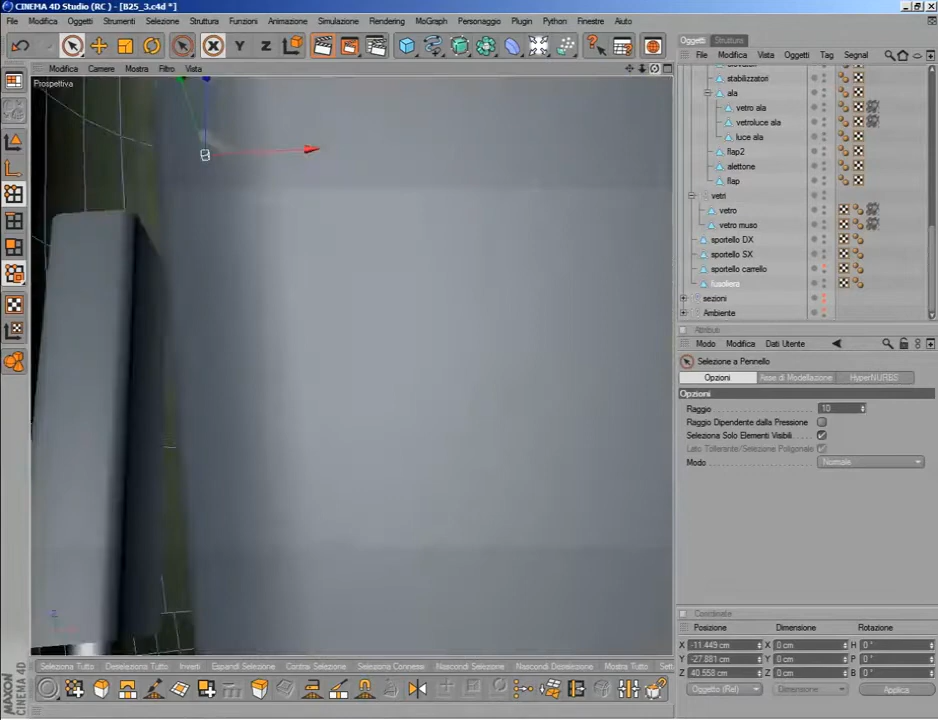 CINEMA 4D Studio (RC) - [B25_3.c4d *]
File Modifica Oggetti Strumenti Selezione Struttura Funzioni Animazione Simulazione Rendering MoGraph Personaggio Plugin Python Finestre Aiuto
Oggetti Struttura
File Modifica Vista Oggetti Tag Segnal
Modifica Camere Mostra Filtro Vista
Prospettiva
stabilizzatori
ala
vetro ala
vetroluce ala
luce ala
flap2
alettone
flap
vetri
vetro
vetro muso
sportello DX
sportello SX
sportello carrello
fusoliera
sezioni
Ambiente
Attributi
Modo Modifica Dati Utente
Selezione a Pennello
Opzioni Asse di Modellazione HyperNURBS
Opzioni
Raggio 10
Raggio Dipendente dalla Pressione
Seleziona Solo Elementi Visibili
Lato Tollerante/Selezione Poligonale
Modo Normale
Coordinate
Posizione Dimensione Rotazione
X -11.449 cm X 0 cm H 0 °
Y -27.881 cm Y 0 cm P 0 °
Z 40.558 cm Z 0 cm B 0 °
Oggetto (Rel) Dimensione Applica
Seleziona Tutto Deseleziona Tutto Inverti Espandi Selezione Contrai Selezione Seleziona Connessi Nascondi Selezione Nascondi Deselezione Mostra Tutto Sett
MAXON CINEMA 4D